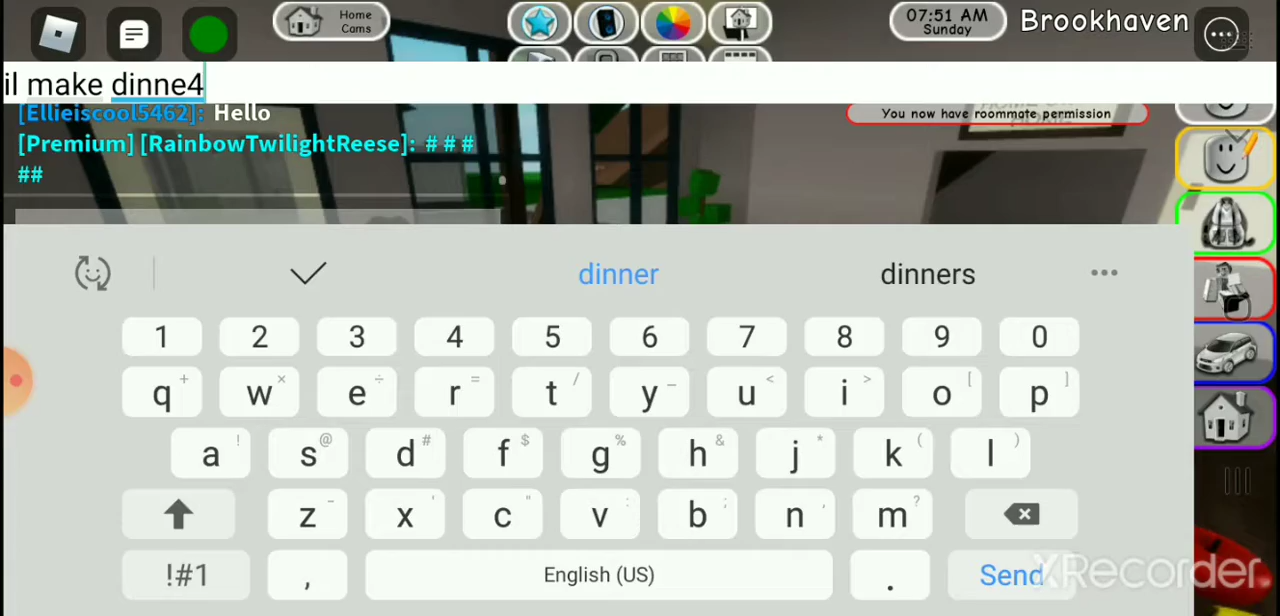 Home
Cams
07:51 AM
Sunday
Brookhaven
il make dinne4
[Ellieiscool5462]: Hello
You now have roommate permission
[Premium] [RainbowTwilightReese]: # # #
##
dinner dinners
1 2 3 4 5 6 7 8 9 0
q + w × e ÷ r = t / y _ u < i > o [ p ]
a ! s @ d # f $ g % h & j * k ( l )
z - x ' c " v : b ; n , m ?
!#1 , English (US) . Send
XRecorder